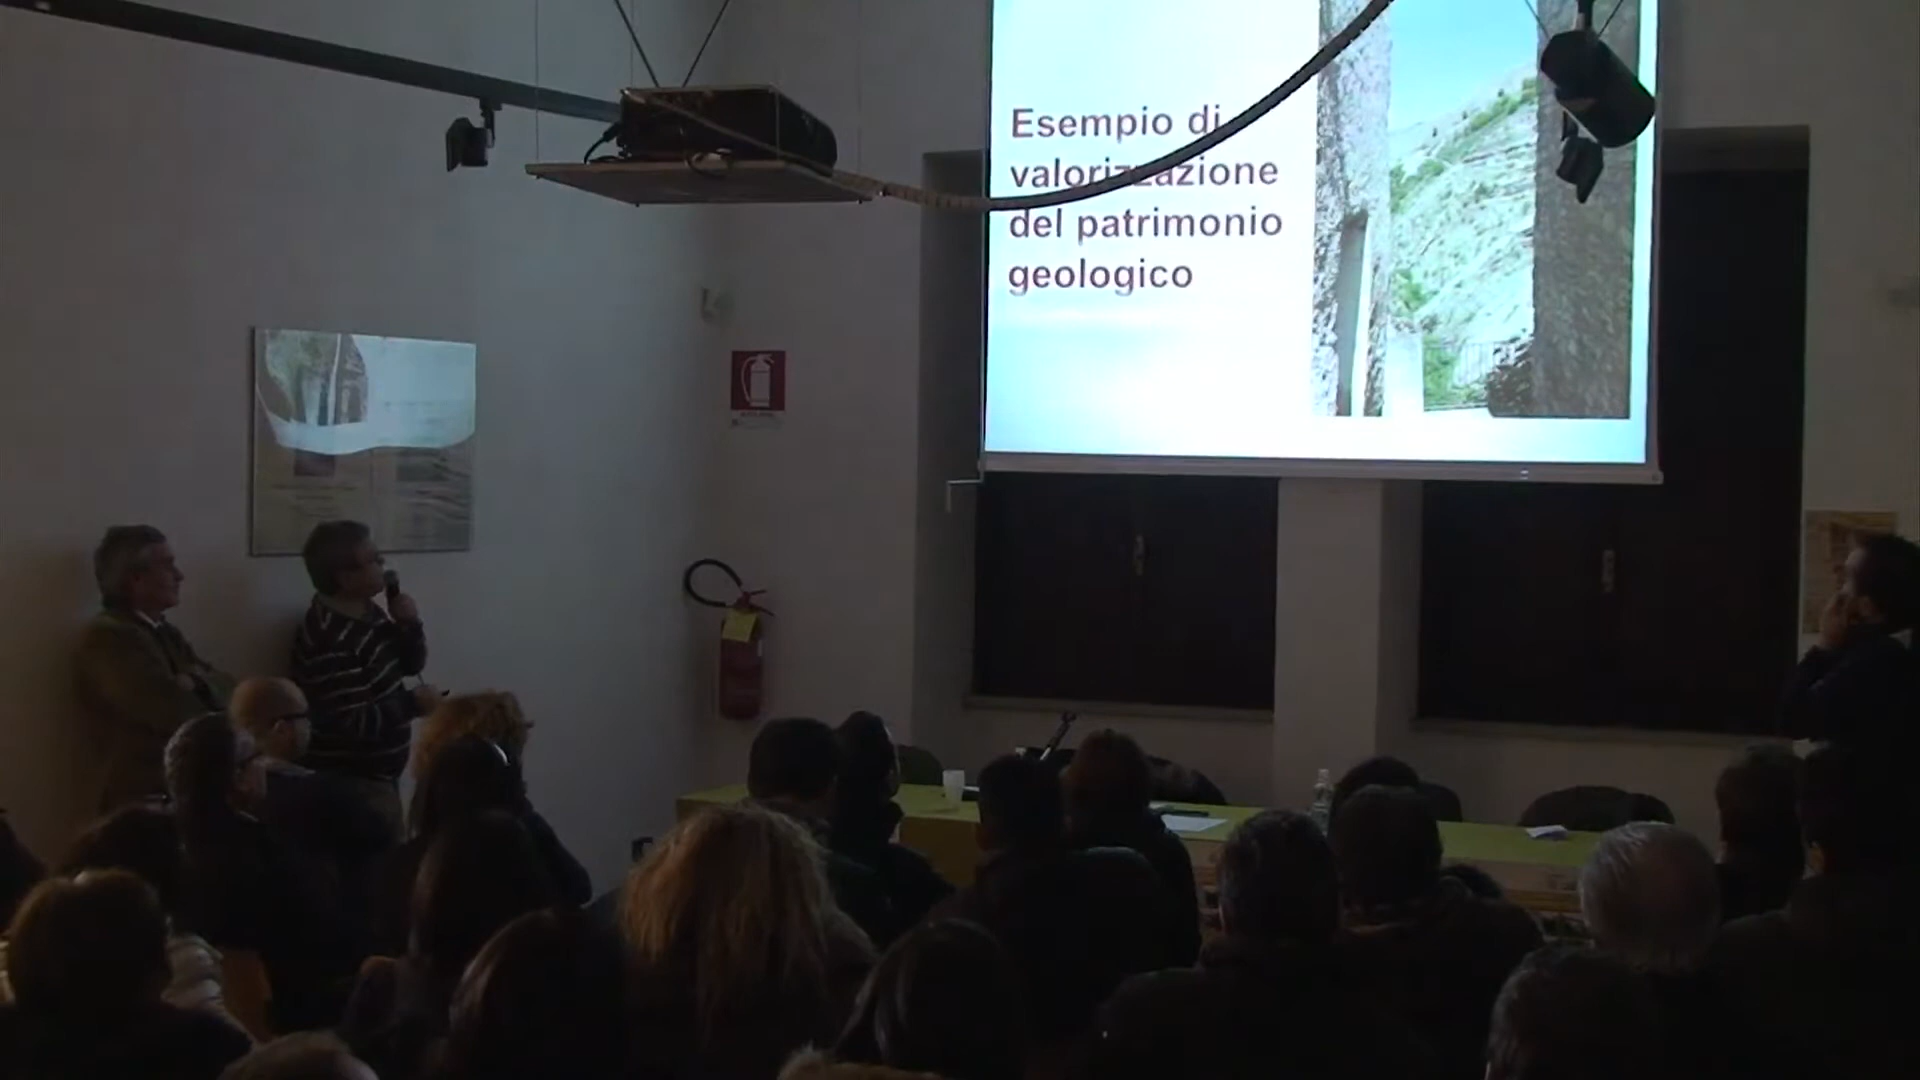 Esempio di
valorizzazione
del patrimonio
geologico